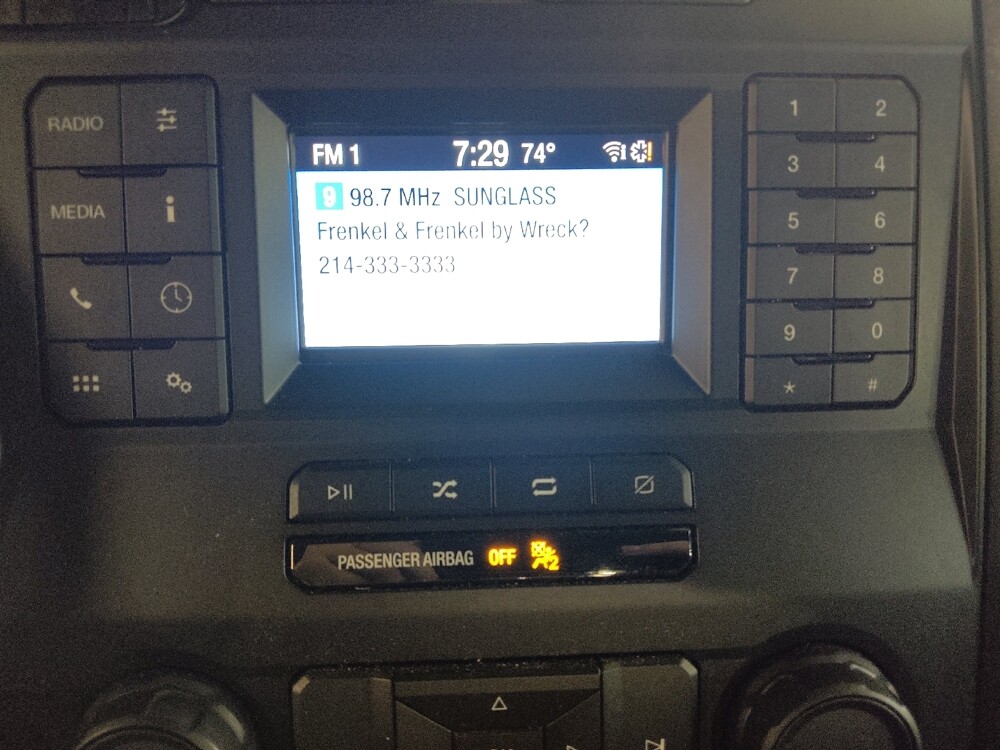 RADIO
MEDIA
i
FM 1 7:29 74°
9 98.7 MHz SUNGLASS
Frenkel & Frenkel by Wreck?
214-333-3333
1 2
3 4
5 6
7 8
9 0
* #
PASSENGER AIRBAG OFF 2